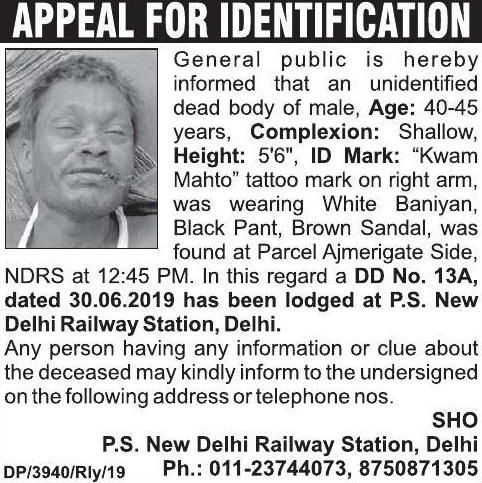 APPEAL FOR IDENTIFICATION
General public is hereby
informed that an unidentified
dead body of male, Age: 40-45
years, Complexion: Shallow,
Height: 5'6", ID Mark: “Kwam
Mahto” tattoo mark on right arm,
was wearing White Baniyan,
Black Pant, Brown Sandal, was
found at Parcel Ajmerigate Side,
NDRS at 12:45 PM. In this regard a DD No. 13A,
dated 30.06.2019 has been lodged at P.S. New
Delhi Railway Station, Delhi.
Any person having any information or clue about
the deceased may kindly inform to the undersigned
on the following address or telephone nos.
SHO
P.S. New Delhi Railway Station, Delhi
DP/3940/Rly/19 Ph.: 011-23744073, 8750871305